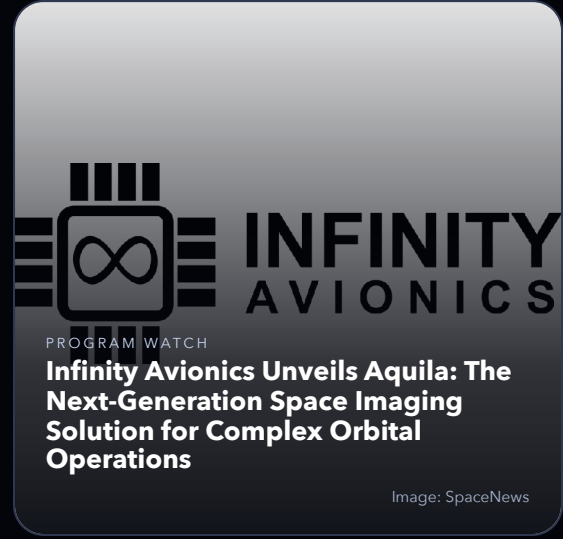 INFINITY
AVIONICS
PROGRAM WATCH
Infinity Avionics Unveils Aquila: The
Next-Generation Space Imaging
Solution for Complex Orbital
Operations
Image: SpaceNews